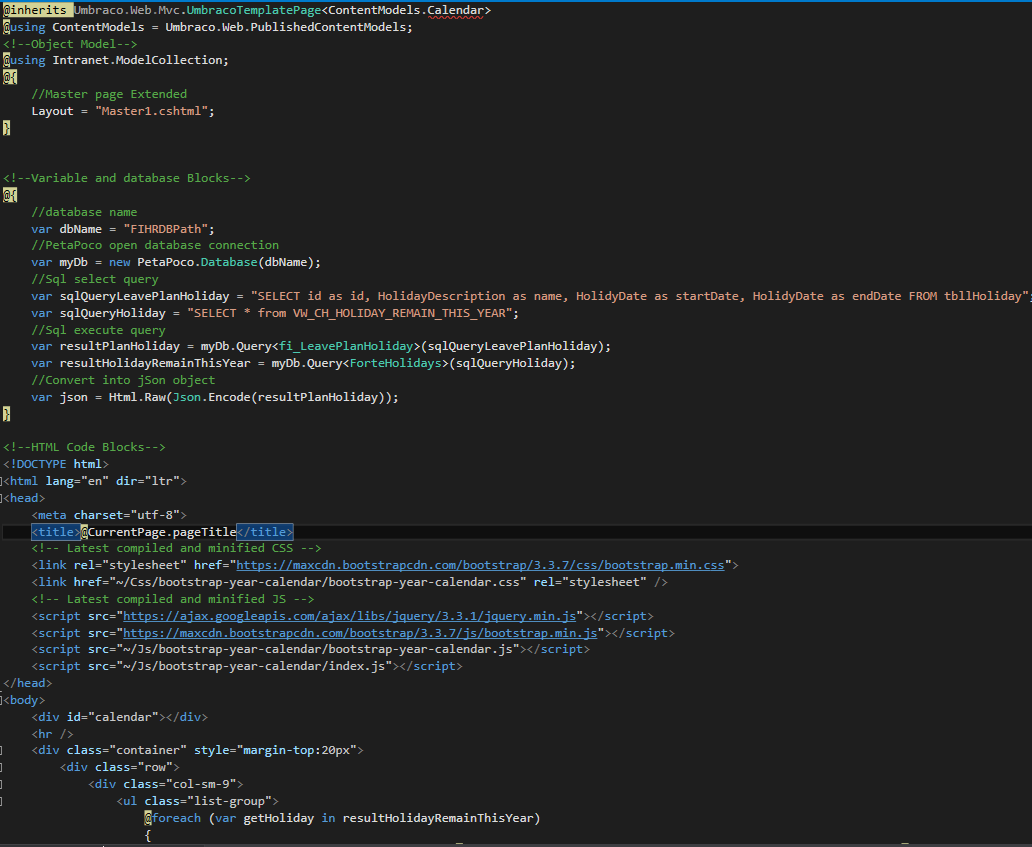 @inherits Umbraco.Web.Mvc.UmbracoTemplatePage<ContentModels.Calendar>
@using ContentModels = Umbraco.Web.PublishedContentModels;
<!--Object Model-->
@using Intranet.ModelCollection;
@{
    //Master page Extended
    Layout = "Master1.cshtml";
}
<!--Variable and database Blocks-->
@{
    //database name
    var dbName = "FIHRDBPath";
    //PetaPoco open database connection
    var myDb = new PetaPoco.Database(dbName);
    //Sql select query
    var sqlQueryLeavePlanHoliday = "SELECT id as id, HolidayDescription as name, HolidyDate as startDate, HolidyDate as endDate FROM tbllHoliday";
    var sqlQueryHoliday = "SELECT * from VW_CH_HOLIDAY_REMAIN_THIS_YEAR";
    //Sql execute query
    var resultPlanHoliday = myDb.Query<fi_LeavePlanHoliday>(sqlQueryLeavePlanHoliday);
    var resultHolidayRemainThisYear = myDb.Query<ForteHolidays>(sqlQueryHoliday);
    //Convert into jSon object
    var json = Html.Raw(Json.Encode(resultPlanHoliday));
}
<!--HTML Code Blocks-->
<!DOCTYPE html>
<html lang="en" dir="ltr">
<head>
    <meta charset="utf-8">
    <title>@CurrentPage.pageTitle</title>
    <!-- Latest compiled and minified CSS -->
    <link rel="stylesheet" href="https://maxcdn.bootstrapcdn.com/bootstrap/3.3.7/css/bootstrap.min.css">
    <link href="~/Css/bootstrap-year-calendar/bootstrap-year-calendar.css" rel="stylesheet" />
    <!-- Latest compiled and minified JS -->
    <script src="https://ajax.googleapis.com/ajax/libs/jquery/3.3.1/jquery.min.js"></script>
    <script src="https://maxcdn.bootstrapcdn.com/bootstrap/3.3.7/js/bootstrap.min.js"></script>
    <script src="~/Js/bootstrap-year-calendar/bootstrap-year-calendar.js"></script>
    <script src="~/Js/bootstrap-year-calendar/index.js"></script>
</head>
<body>
    <div id="calendar"></div>
    <hr />
    <div class="container" style="margin-top:20px">
        <div class="row">
            <div class="col-sm-9">
                <ul class="list-group">
                    @foreach (var getHoliday in resultHolidayRemainThisYear)
                    {